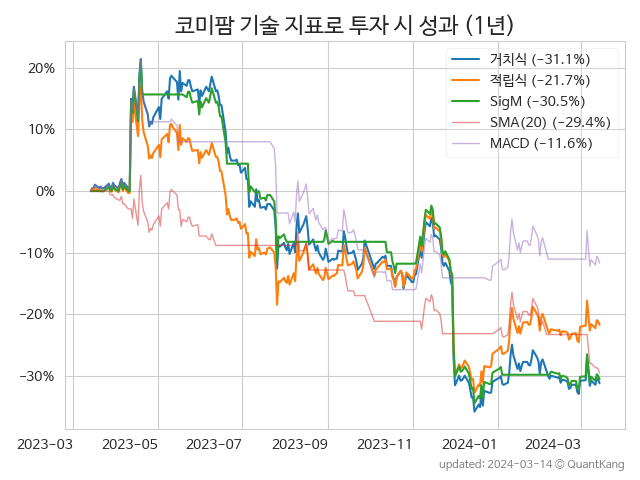 코미팜 기술 지표로 투자 시 성과 (1년)
거치식 (−31.1%)
적립식 (−21.7%)
SigM (−30.5%)
SMA(20) (−29.4%)
MACD (−11.6%)
20%
10%
0%
−10%
−20%
−30%
2023-03 2023-05 2023-07 2023-09 2023-11 2024-01 2024-03
updated: 2024-03-14 © QuantKang